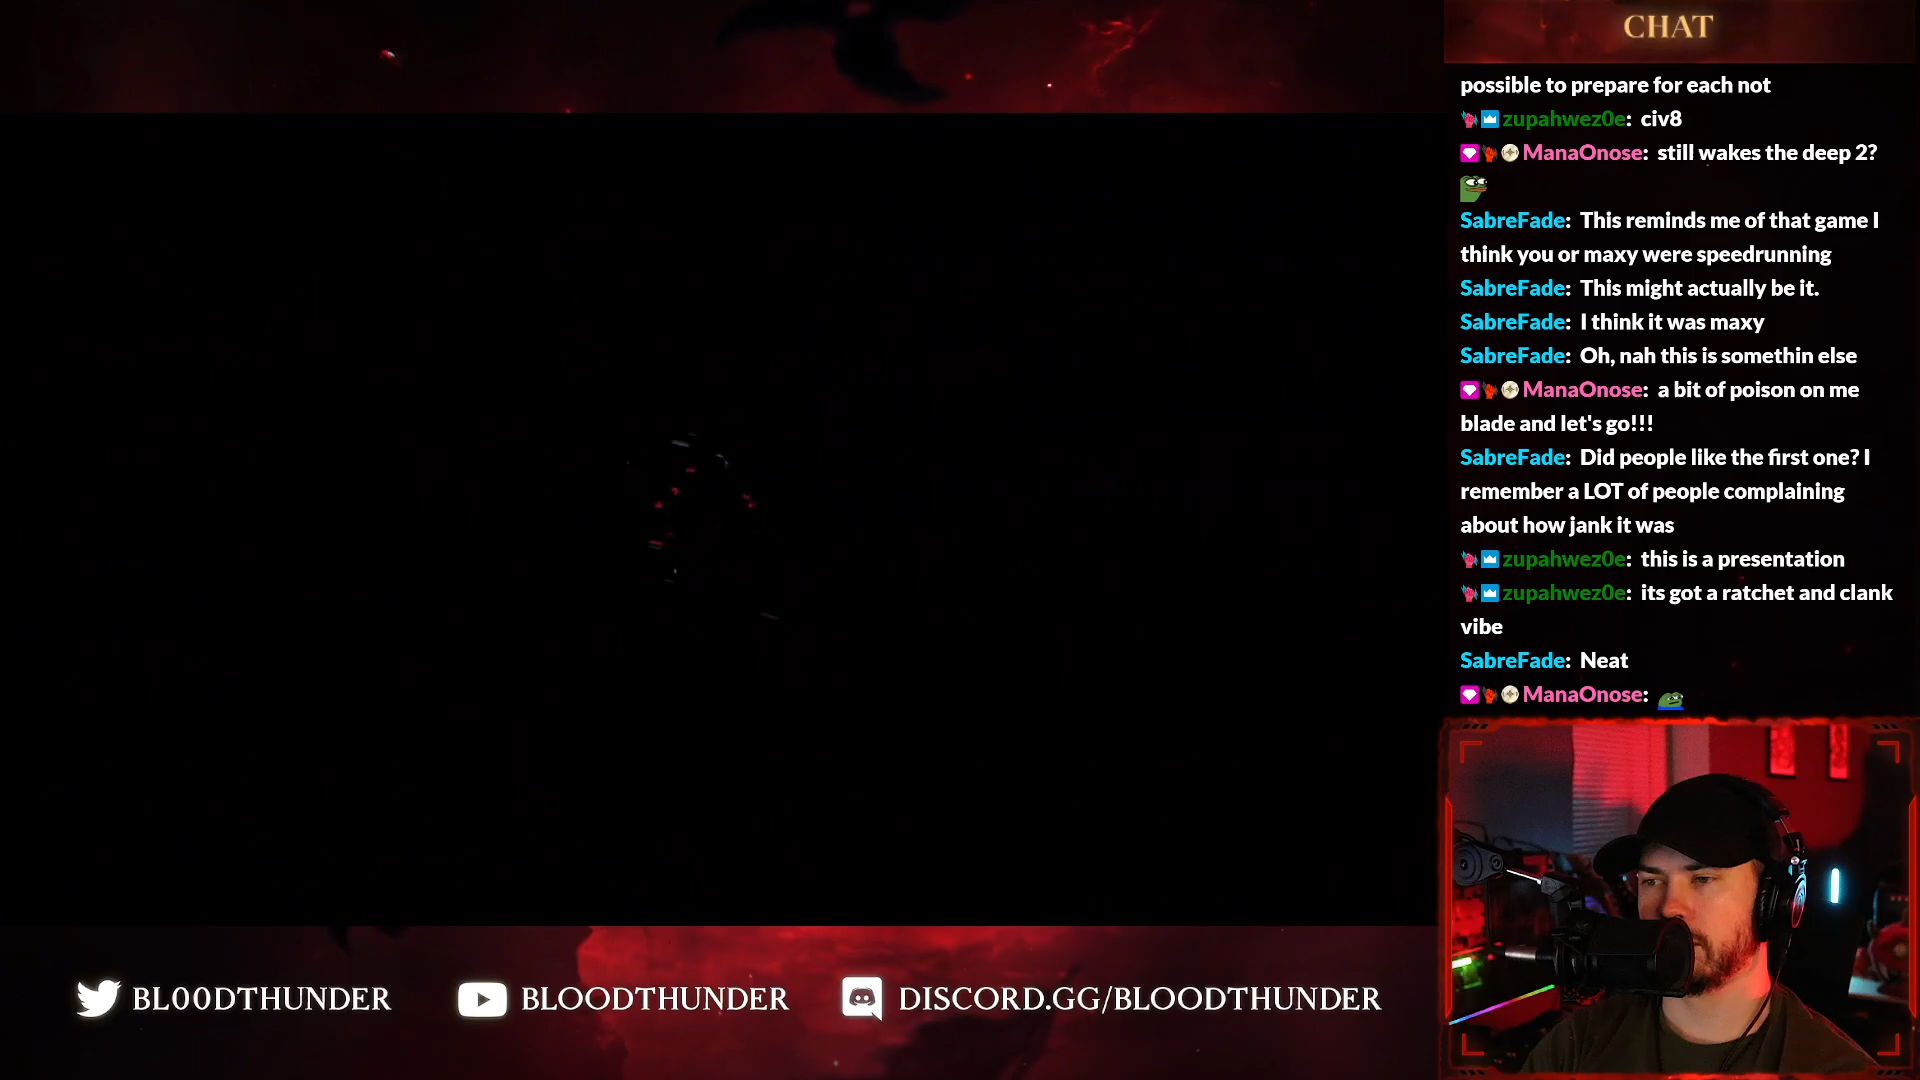 CHAT
possible to prepare for each not
zupahwez0e: civ8
ManaOnose: still wakes the deep 2?
SabreFade: This reminds me of that game I
think you or maxy were speedrunning
SabreFade: This might actually be it.
SabreFade: I think it was maxy
SabreFade: Oh, nah this is somethin else
ManaOnose: a bit of poison on me
blade and let's go!!!
SabreFade: Did people like the first one? I
remember a LOT of people complaining
about how jank it was
zupahwez0e: this is a presentation
zupahwez0e: its got a ratchet and clank
vibe
SabreFade: Neat
ManaOnose:
BL00DTHUNDER
BLOODTHUNDER
DISCORD.GG/BLOODTHUNDER